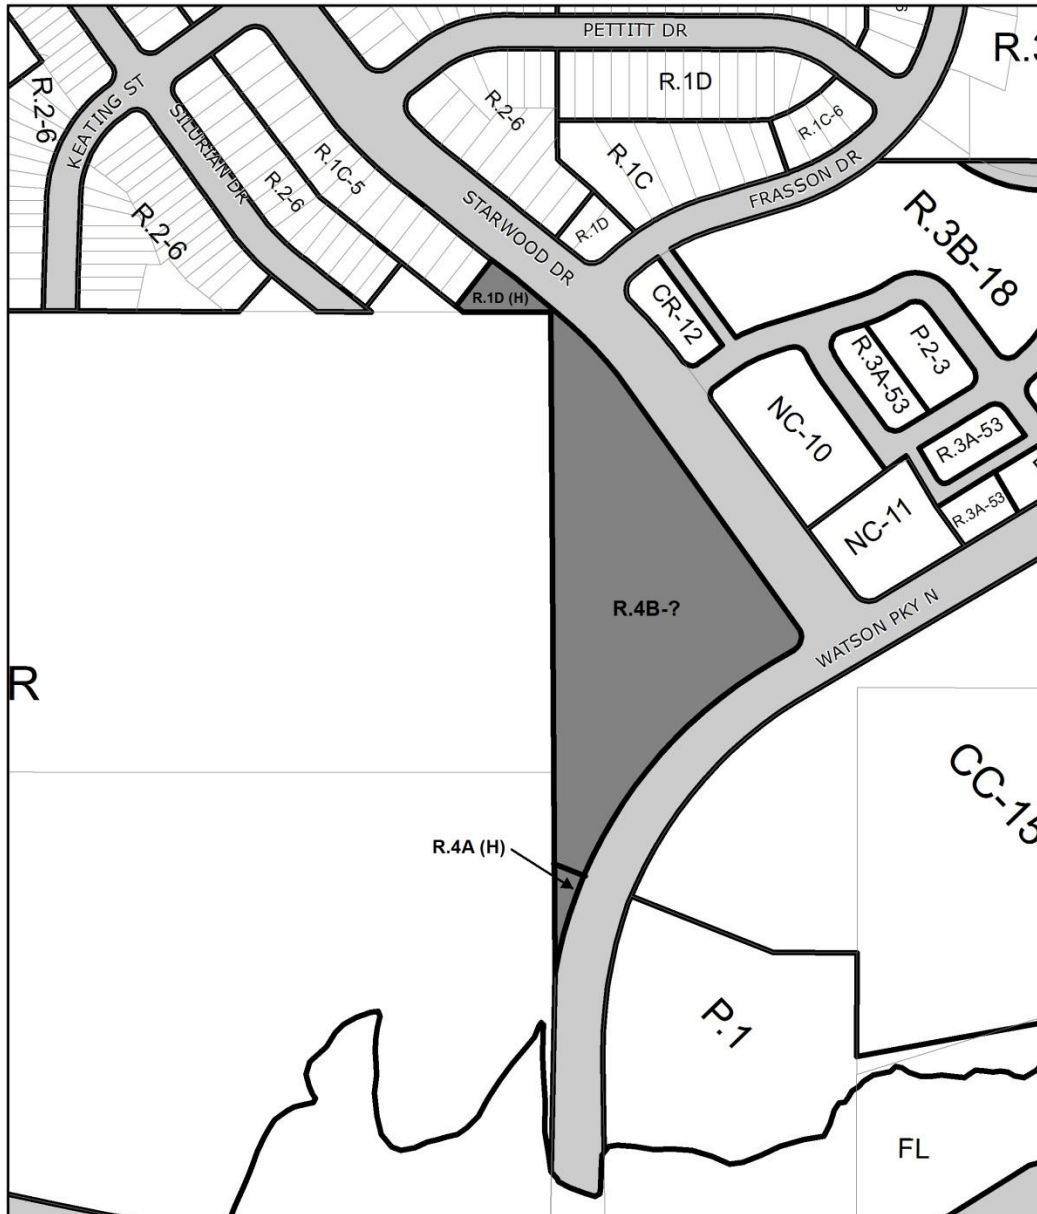 PETTITT DR
R.3
R.1D
R.2-6
KEATING ST
SILURIAN DR
R.2-6
R.1C-6
R.1C-5
R.1C
R.2-6
FRASSON DR
R.2-6
STARWOOD DR
R.1D
R.3B-18
R.1D (H)
CR-12
P.2-3
R.3A-53
NC-10
R.3A-53
NC-11
R.3A-53
R.4B-?
WATSON PKY N
R
CC-15
R.4A (H)
P.1
FL